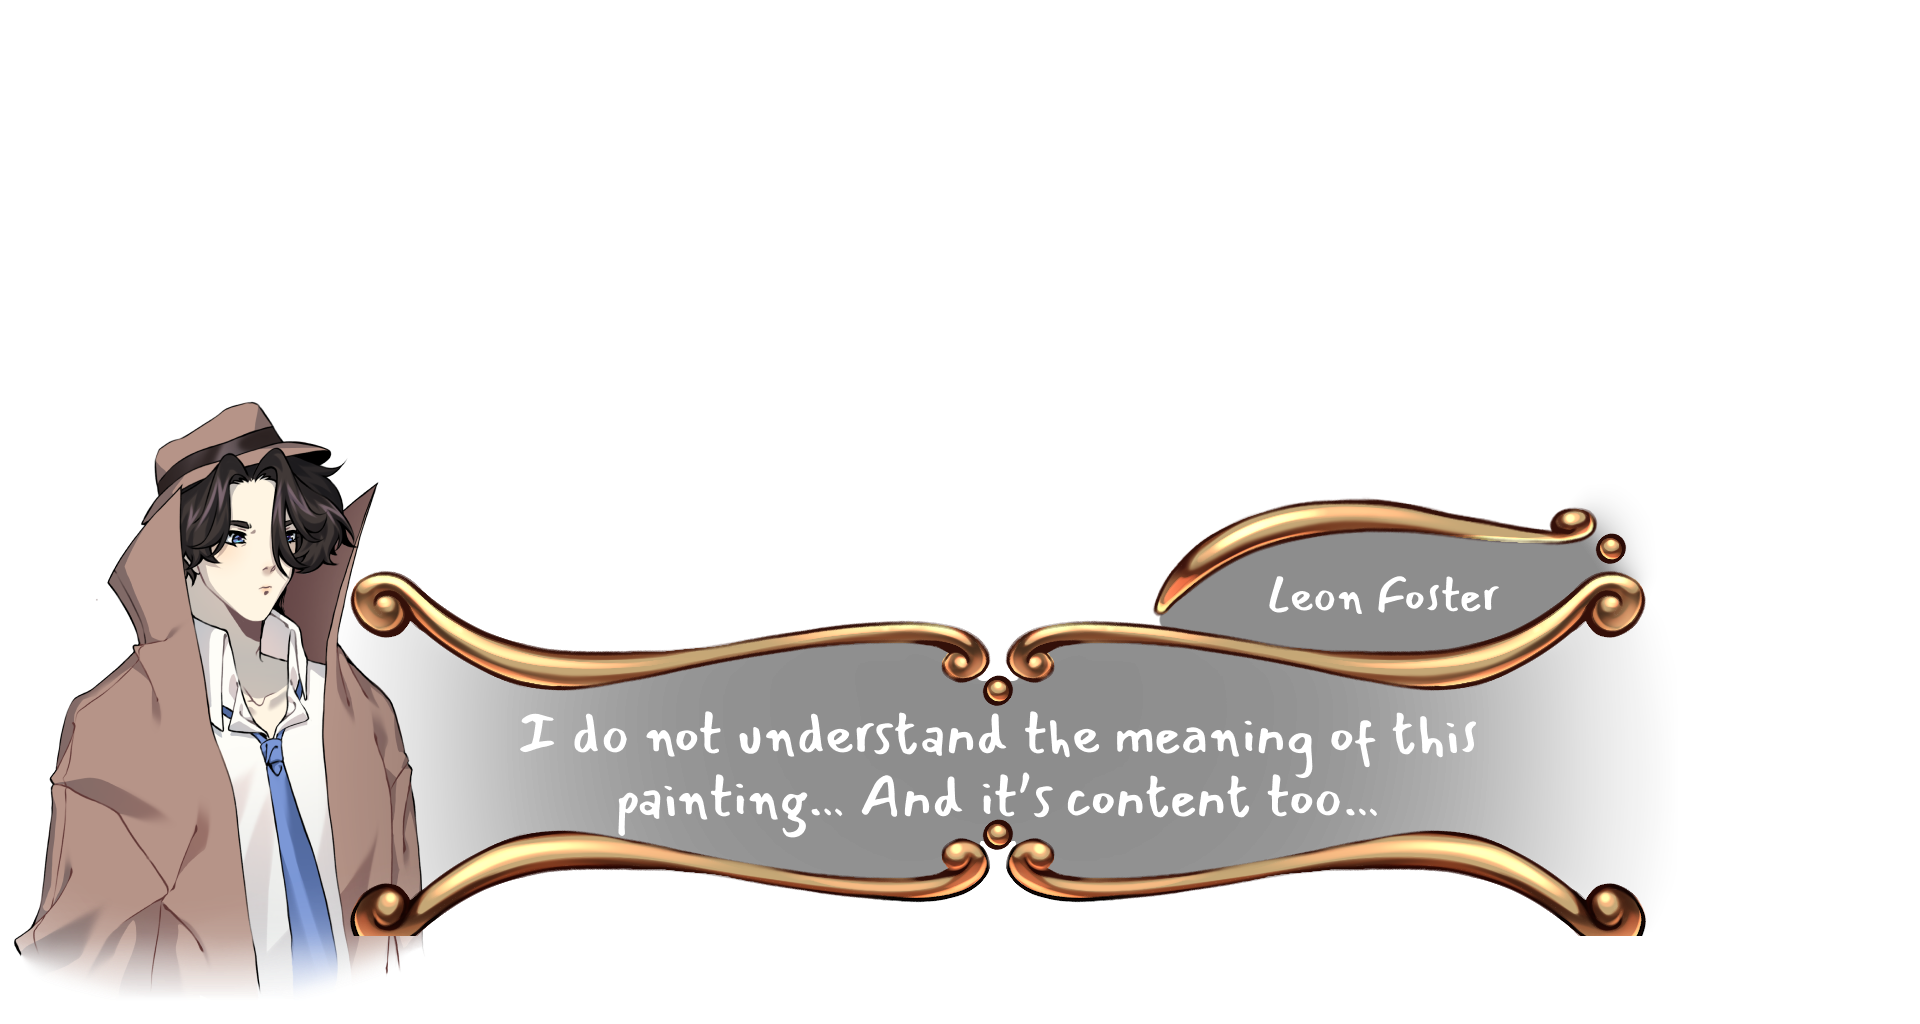 Leon Foster
I do not understand the meaning of this
painting... And it's content too...